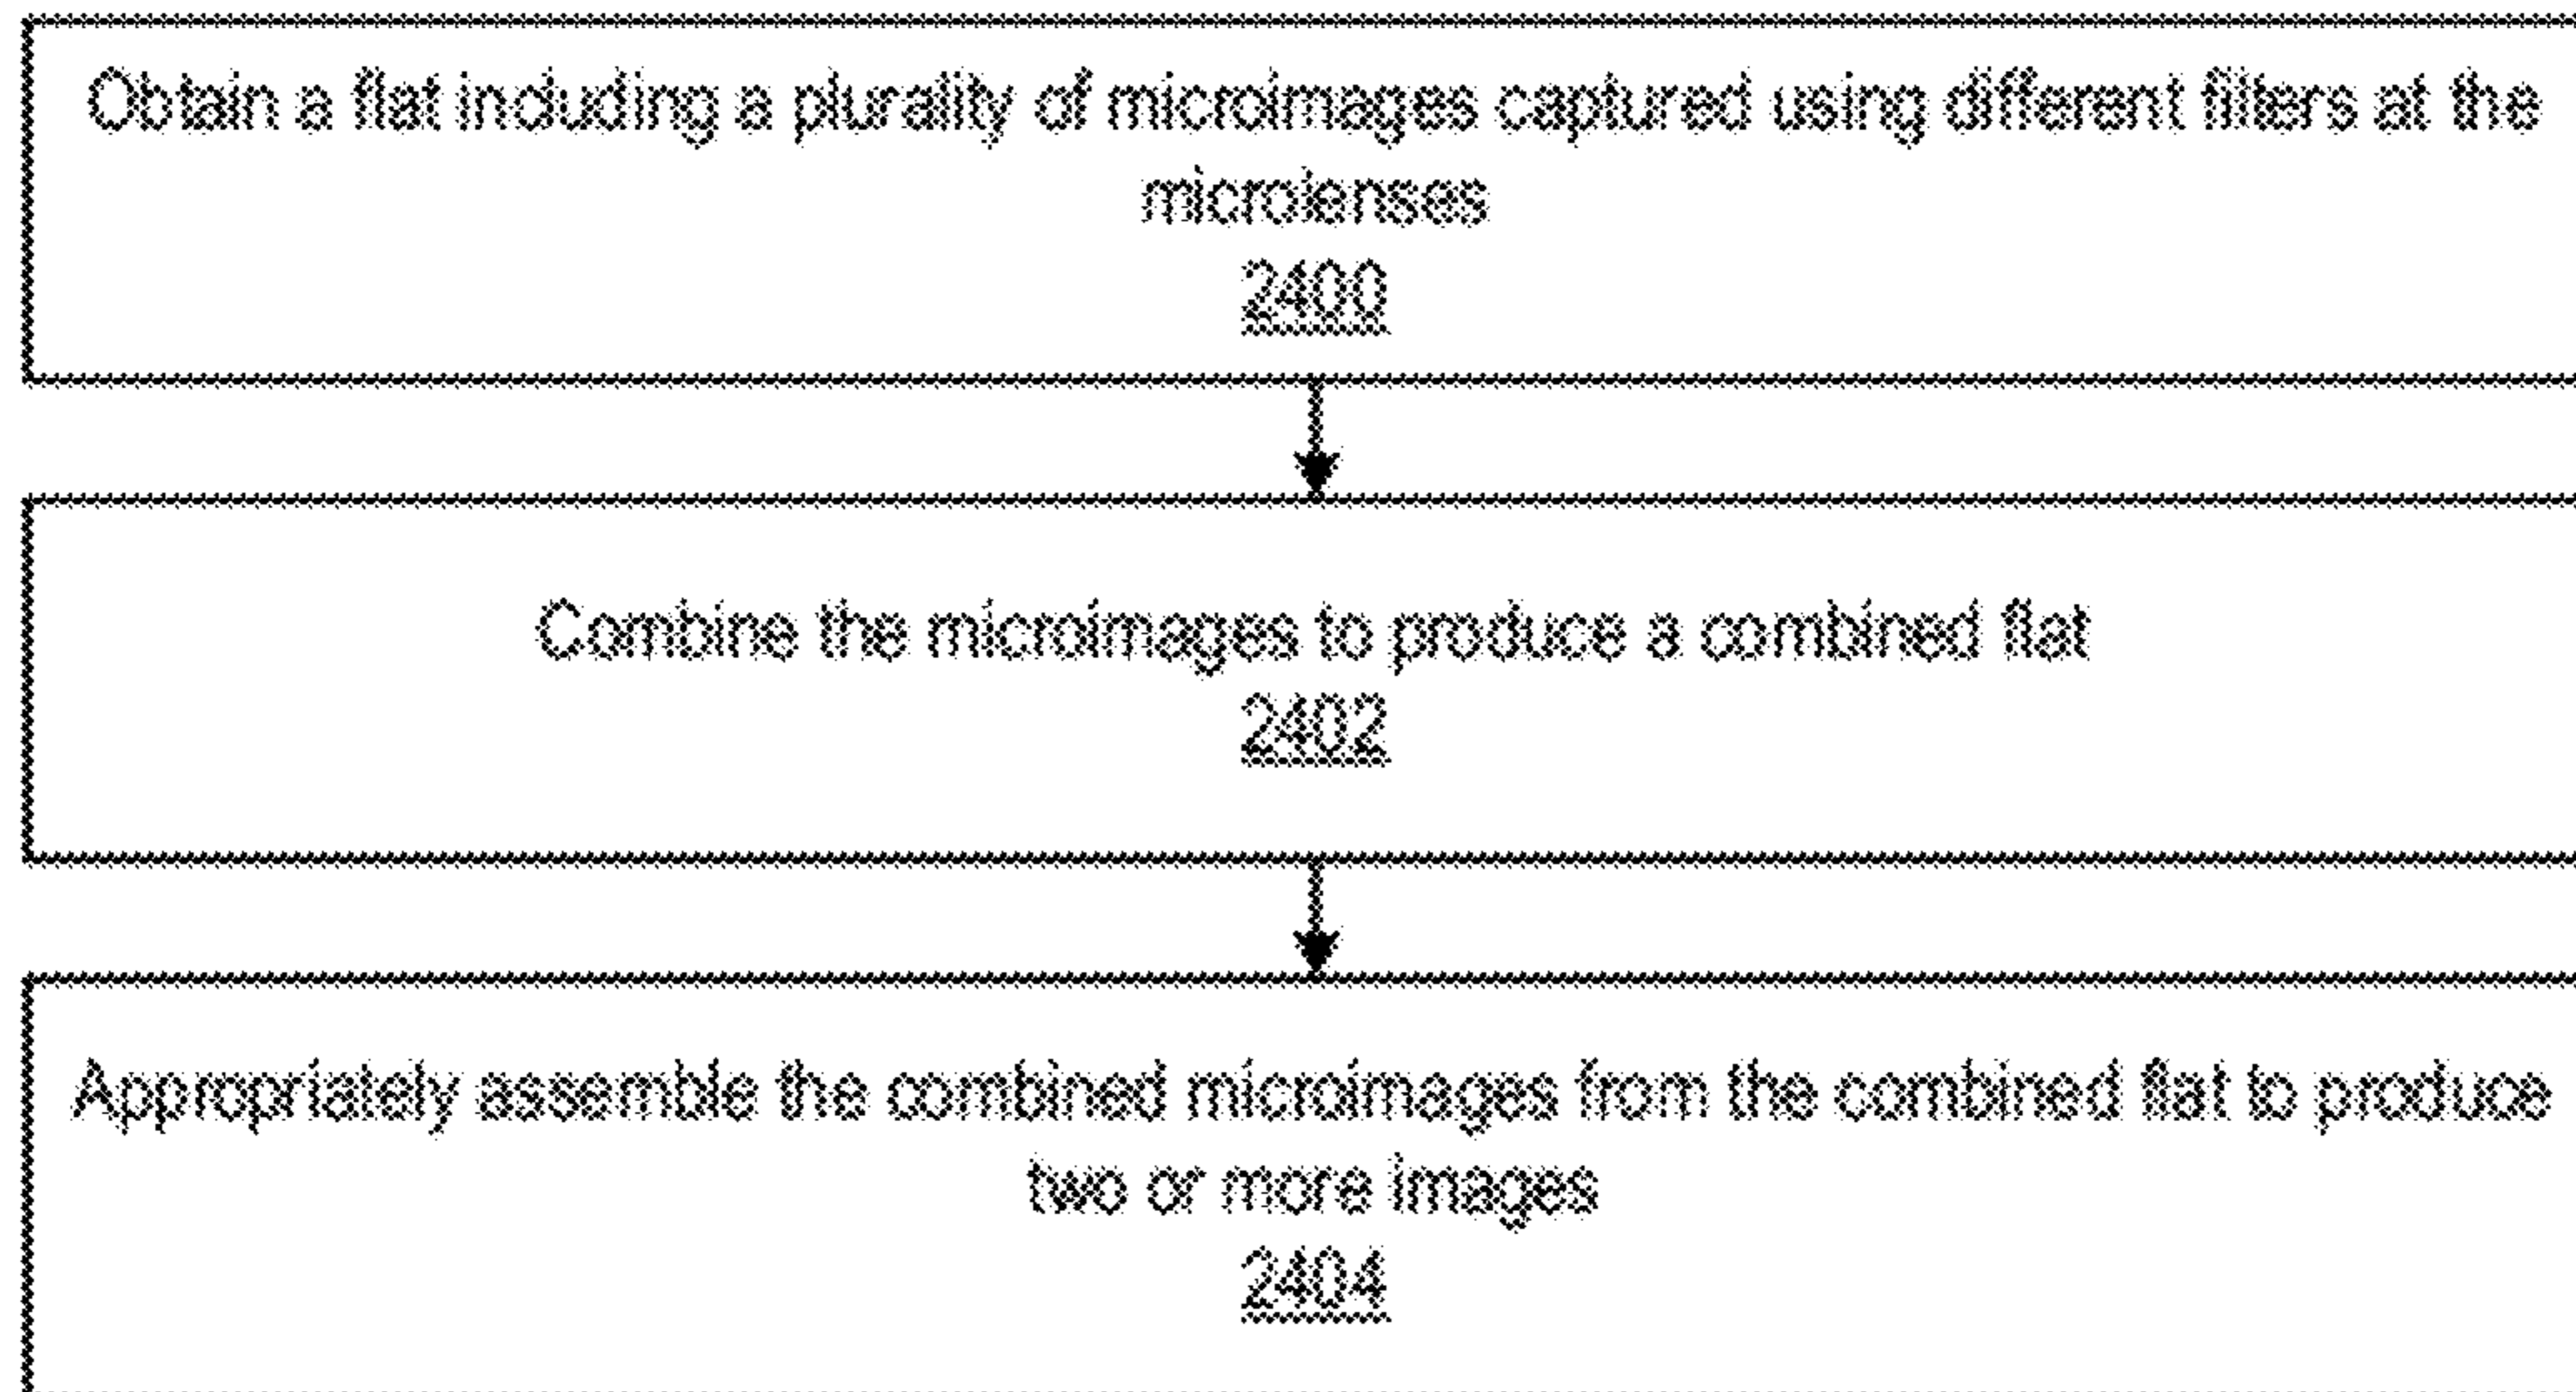 Obtain a flat including a plurality of microimages captured using different filters at the
microlenses
2400
Combine the microimages to produce a combined flat
2402
Appropriately assemble the combined microimages from the combined flat to produce
two or more images
2404